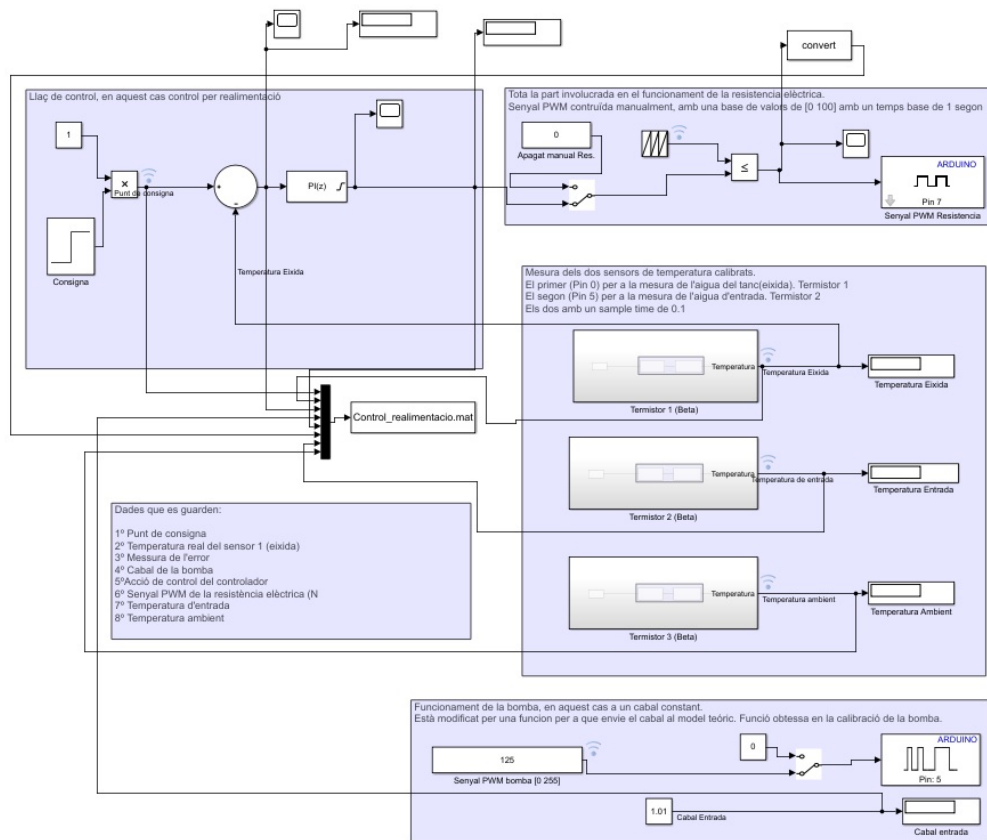 convert
Llaç de control, en aquest cas control per realimentació
1
×
Punt de consigna
Consigna
+
-
PI(z)
Temperatura Eixida
Tota la part involucrada en el funcionament de la resistencia elèctrica.
Senyal PWM contruïda manualment, amb una base de valors de [0 100] amb un temps base de 1 segon
0
Apagat manual Res.
≤
ARDUINO
Pin 7
Senyal PWM Resistencia
Mesura dels dos sensors de temperatura calibrats.
El primer (Pin 0) per a la mesura de l'aigua del tanc(eixida). Termistor 1
El segon (Pin 5) per a la mesura de l'aigua d'entrada. Termistor 2
Els dos amb un sample time de 0.1
Temperatura
Temperatura Eixida
Termistor 1 (Beta)
Temperatura Eixida
Temperatura
Temperatura de entrada
Termistor 2 (Beta)
Temperatura Entrada
Temperatura
Temperatura ambient
Termistor 3 (Beta)
Temperatura Ambient
Control_realimentacio.mat
Dades que es guarden:
1º Punt de consigna
2º Temperatura real del sensor 1 (eixida)
3º Messura de l'error
4º Cabal de la bomba
5ºAcció de control del controlador
6º Senyal PWM de la resistència elèctrica (N
7º Temperatura d'entrada
8º Temperatura ambient
Funcionament de la bomba, en aquest cas a un cabal constant.
Està modificat per una funcion per a que envie el cabal al model teòric. Funció obtessa en la calibració de la bomba.
125
Senyal PWM bomba [0 255]
0
ARDUINO
Pin: 5
1.01
Cabal Entrada
Cabal entrada